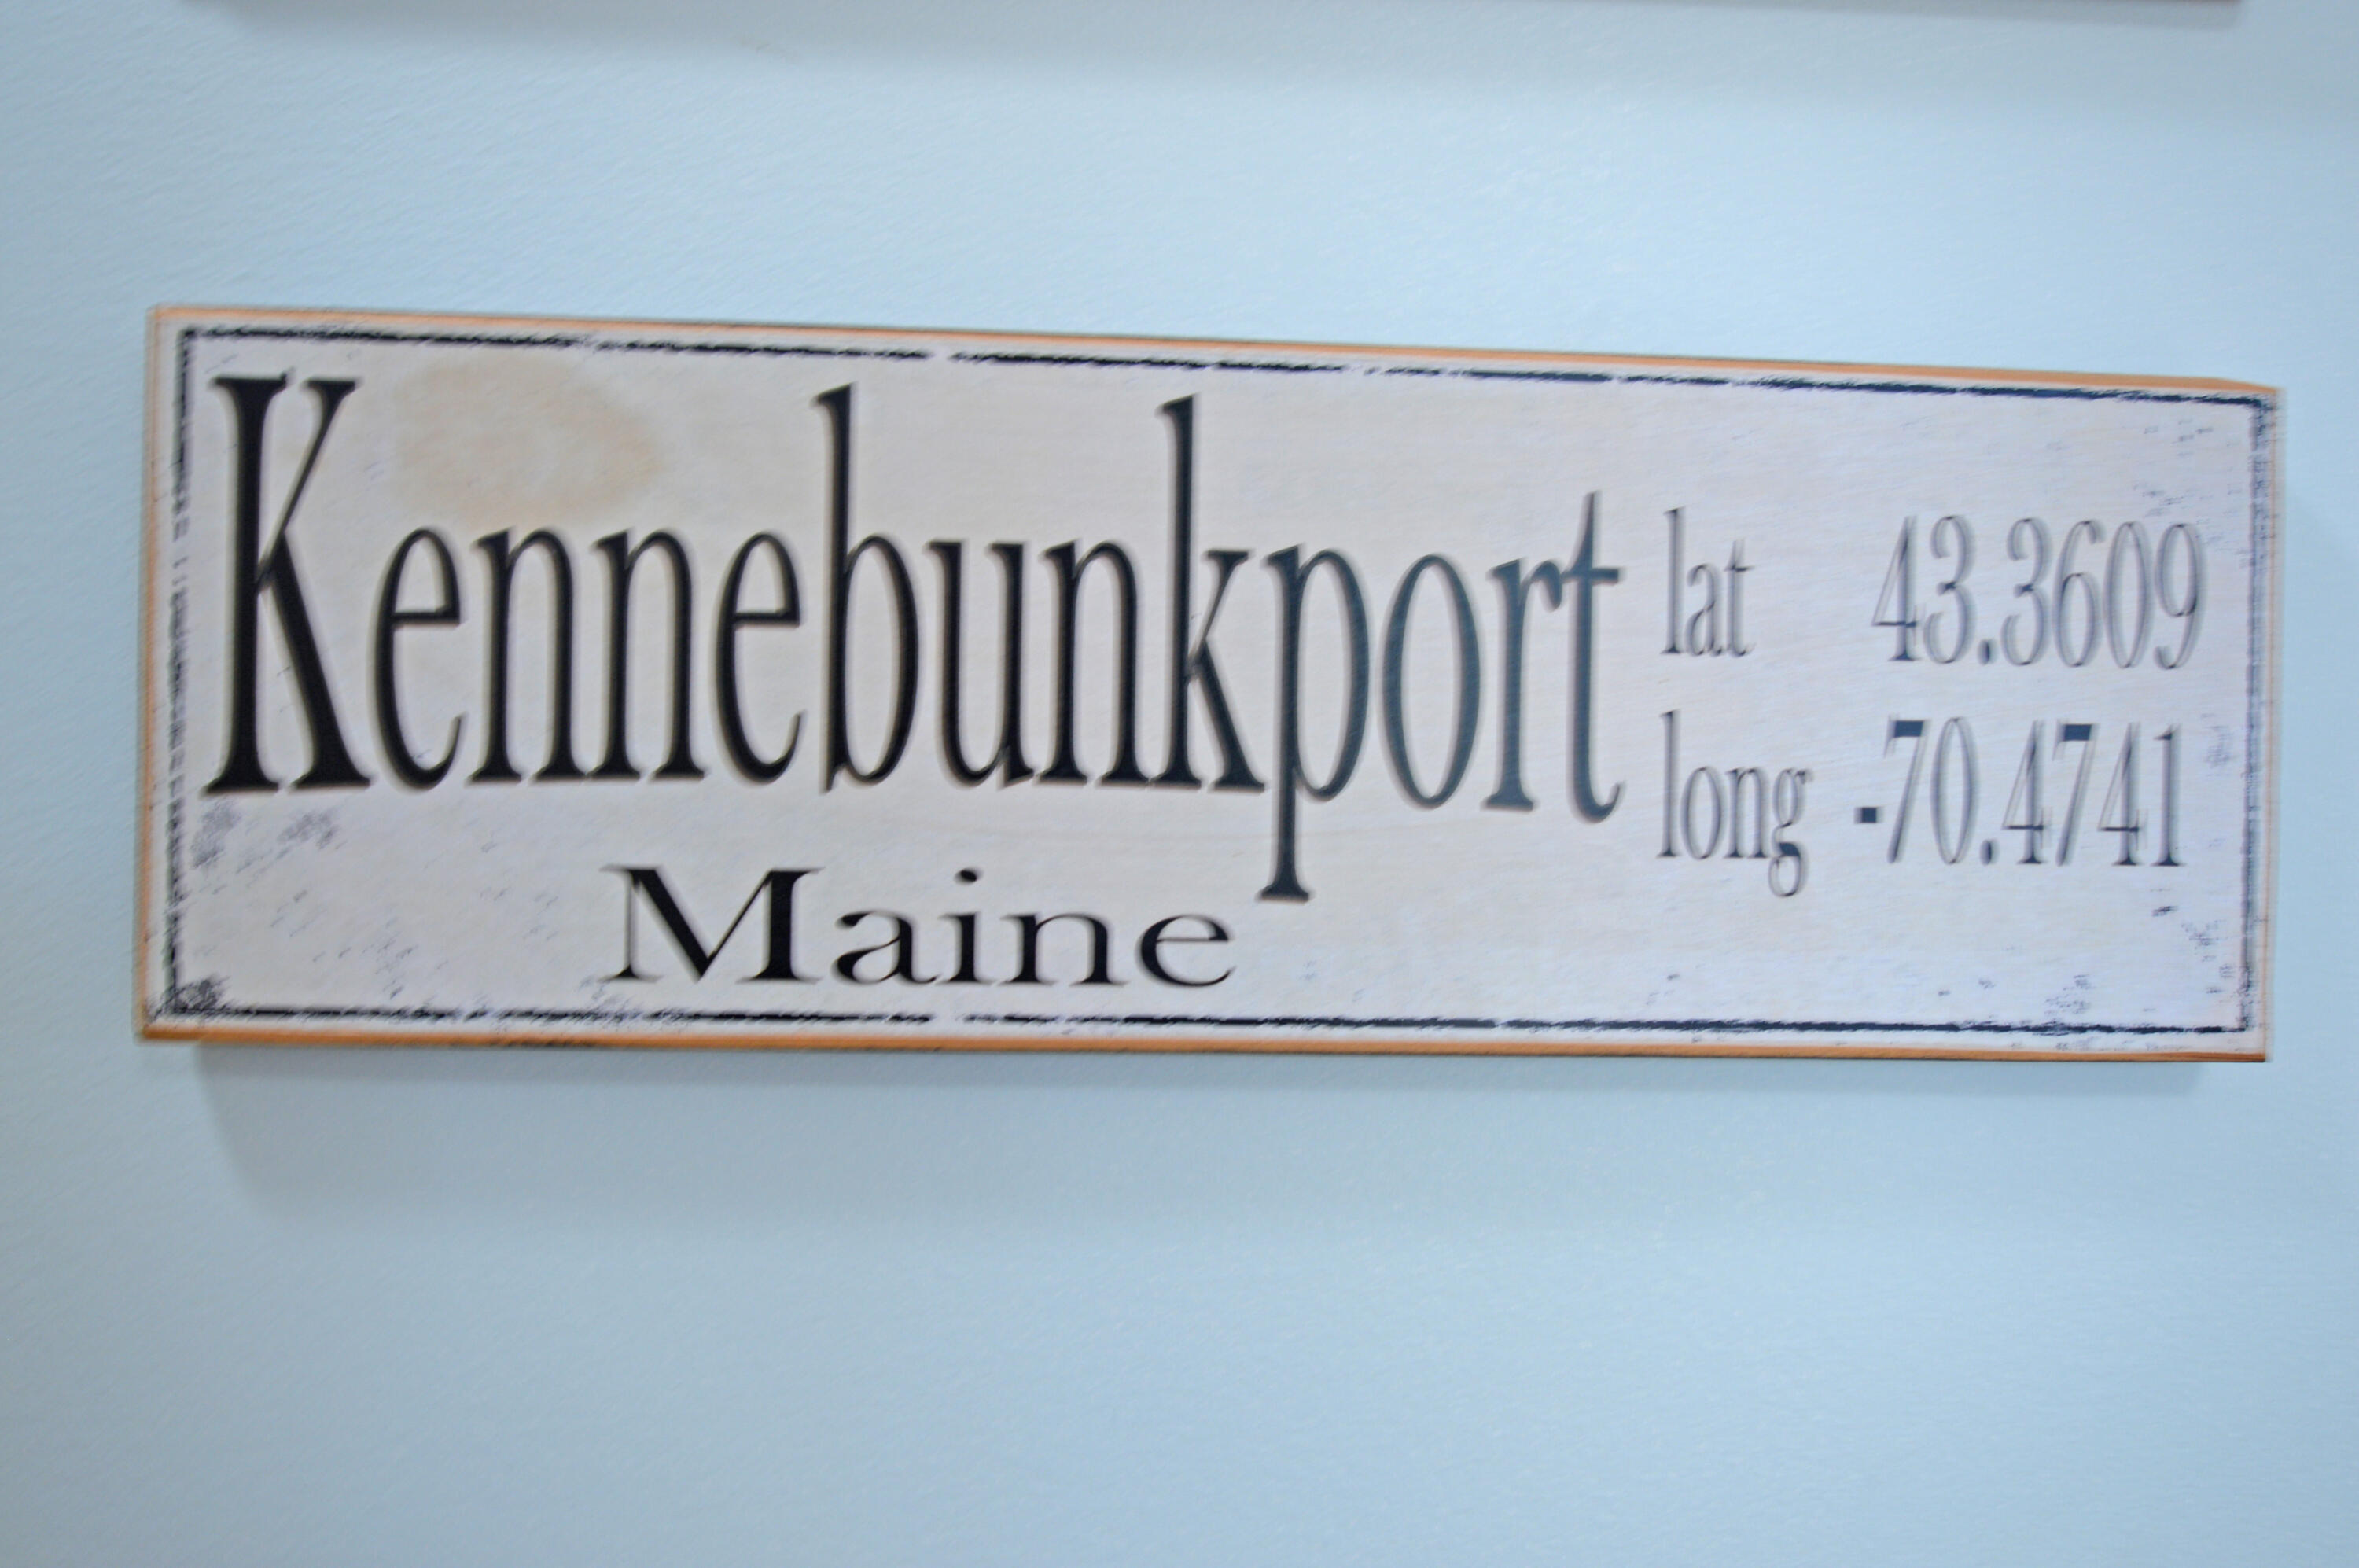 Kennebunkport
Maine
lat 43.3609
long -70.4741